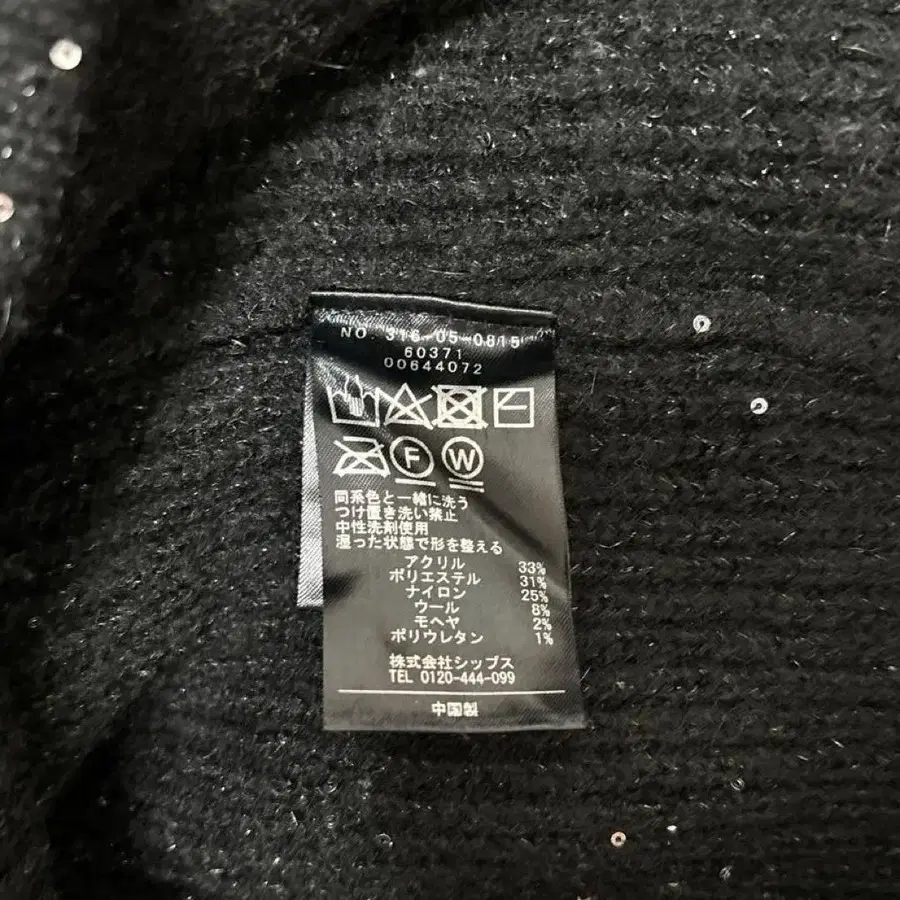 NO 316-05-0815
60371
00644072
F W
同系色と一緒に洗う
つけ置き洗い禁止
中性洗剤使用
湿った状態で形を整える
アクリル 33%
ポリエステル 31%
ナイロン 25%
ウール 8%
モヘヤ 2%
ポリウレタン 1%
株式会社シップス
TEL 0120-444-099
中国製